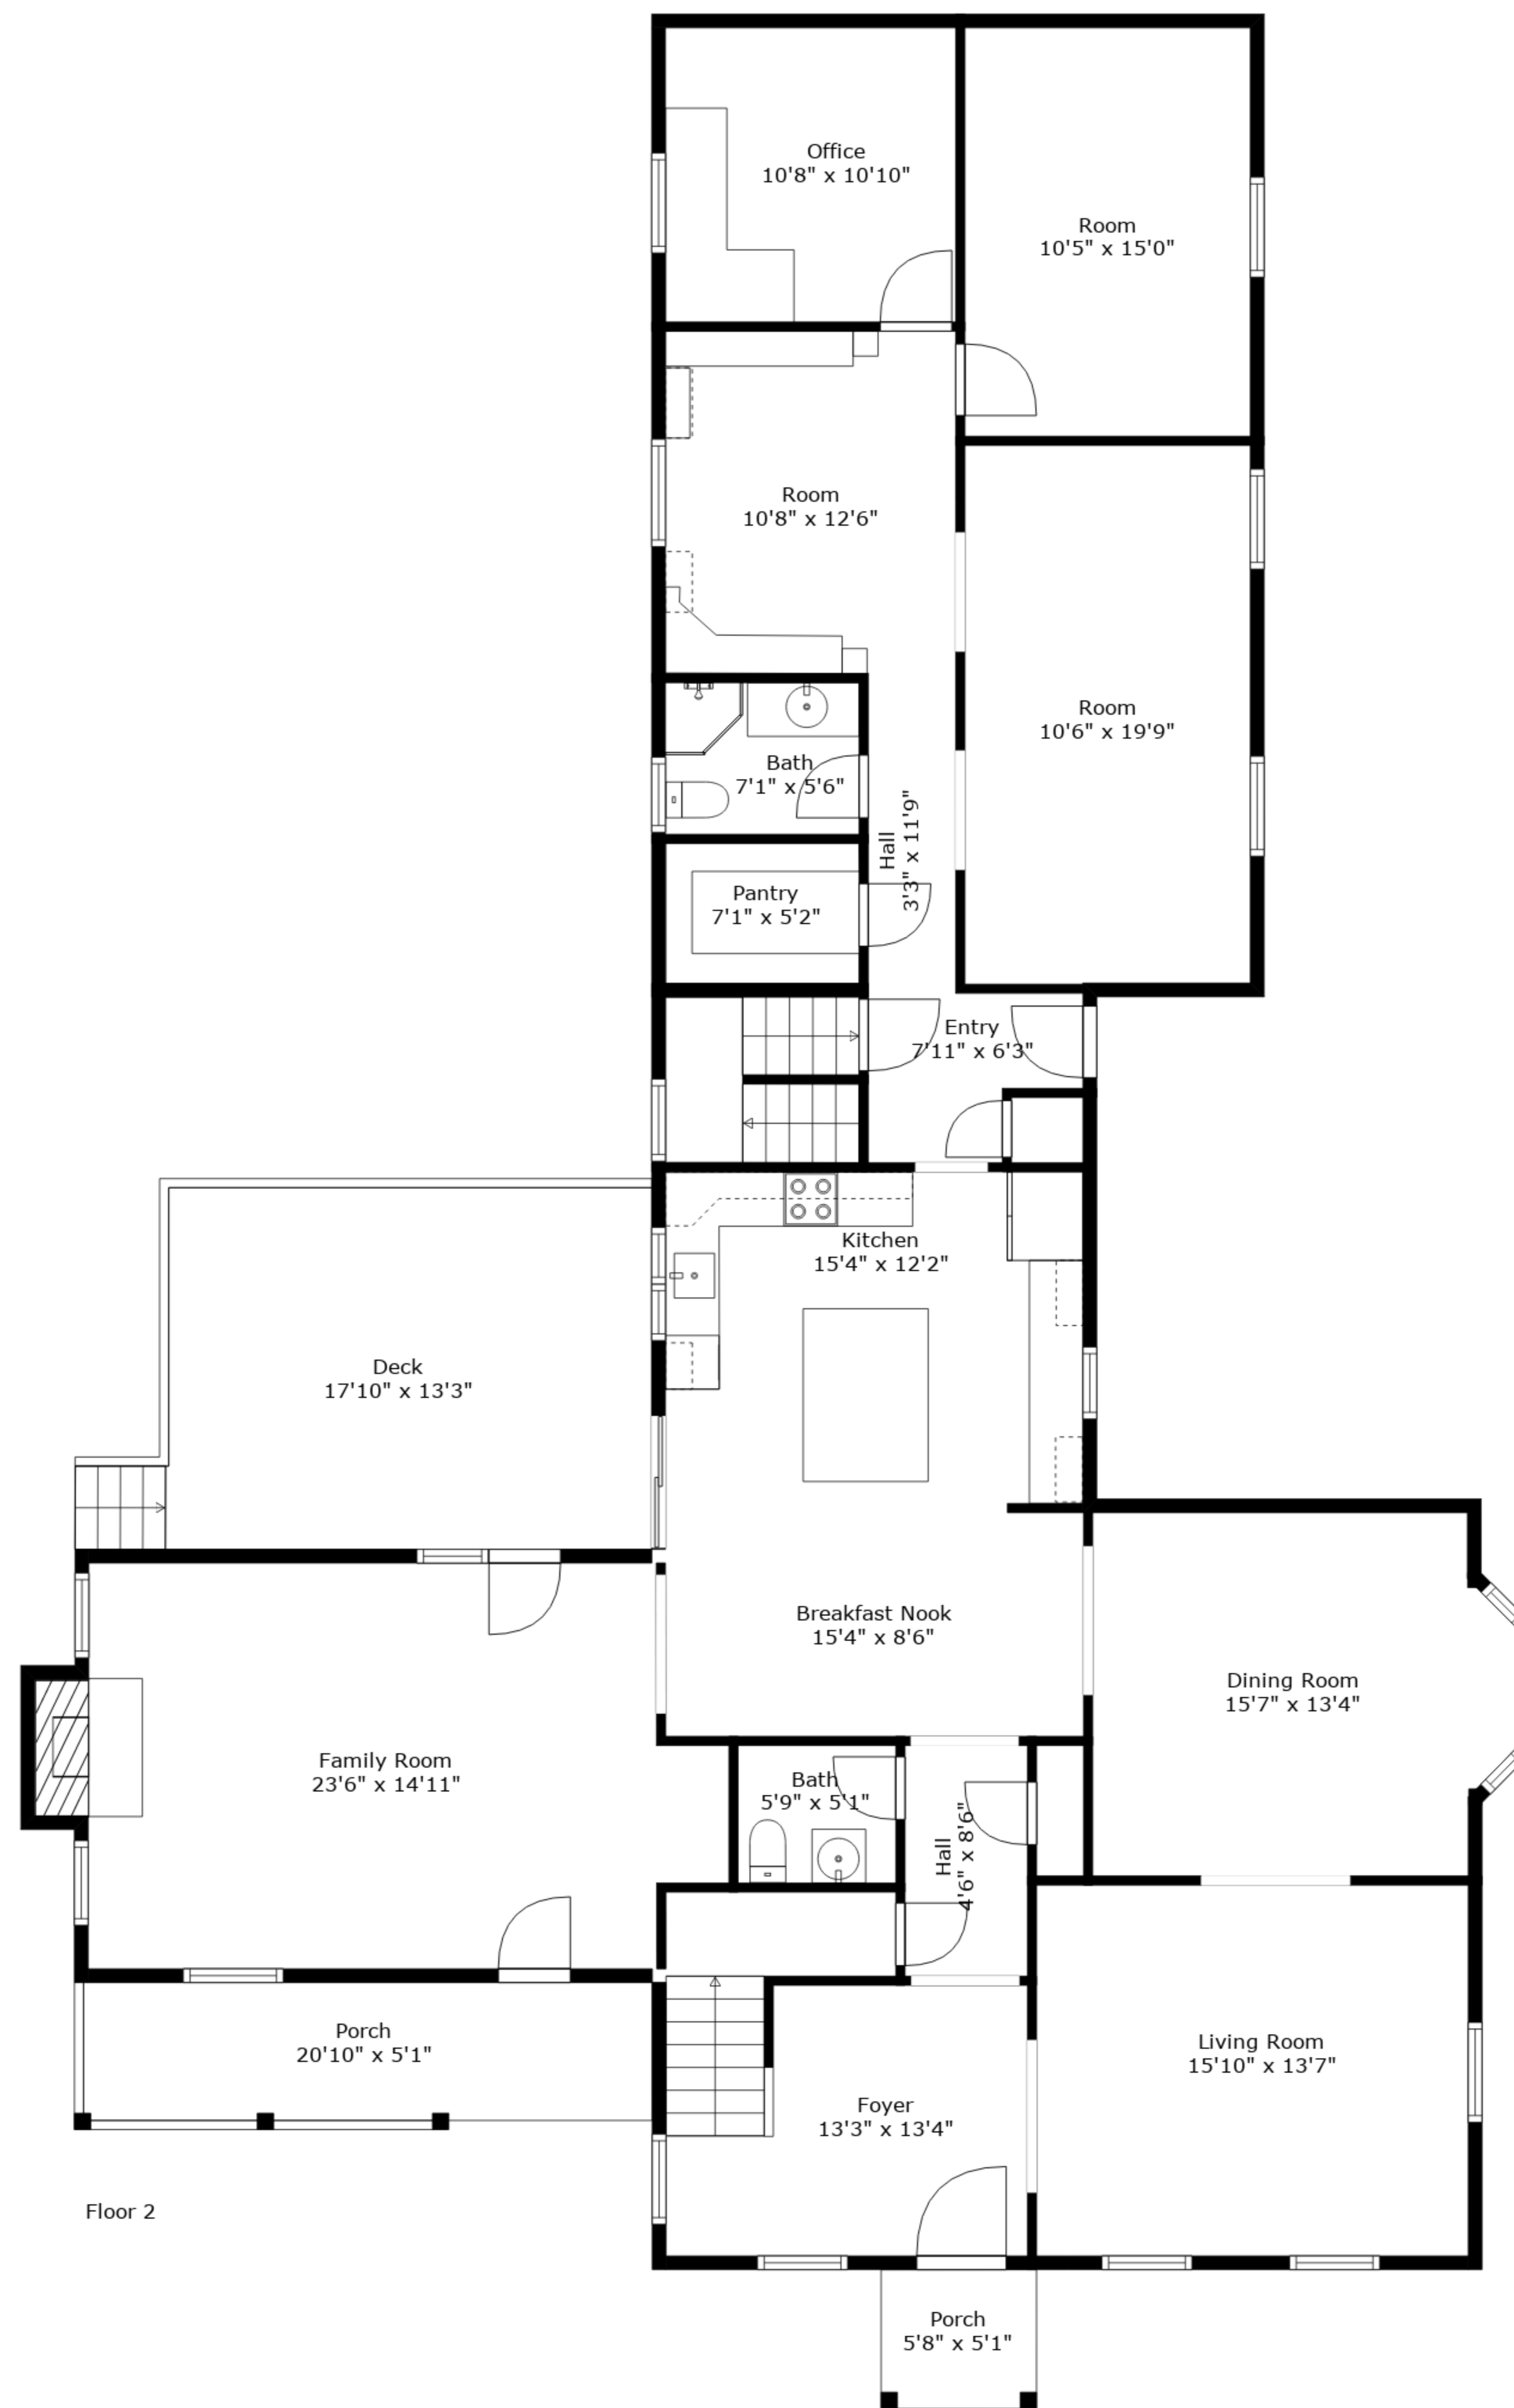 Office
10'8" x 10'10"
Room
10'5" x 15'0"
Room
10'8" x 12'6"
Room
10'6" x 19'9"
Bath
7'1" x 5'6"
Hall
3'3" x 11'9"
Pantry
7'1" x 5'2"
Entry
7'11" x 6'3"
Kitchen
15'4" x 12'2"
Deck
17'10" x 13'3"
Breakfast Nook
15'4" x 8'6"
Dining Room
15'7" x 13'4"
Family Room
23'6" x 14'11"
Bath
5'9" x 5'1"
Hall
4'6" x 8'6"
Porch
20'10" x 5'1"
Living Room
15'10" x 13'7"
Foyer
13'3" x 13'4"
Floor 2
Porch
5'8" x 5'1"